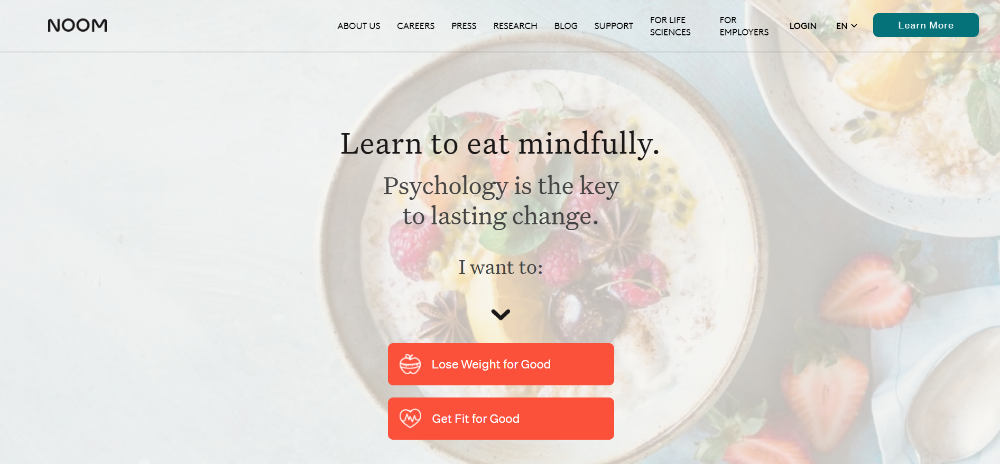 NOOM
ABOUT US
CAREERS
PRESS
RESEARCH
BLOG
SUPPORT
FOR LIFE
SCIENCES
FOR
EMPLOYERS
LOGIN
EN
Learn More
Learn to eat mindfully.
Psychology is the key
to lasting change.
I want to:
Lose Weight for Good
Get Fit for Good